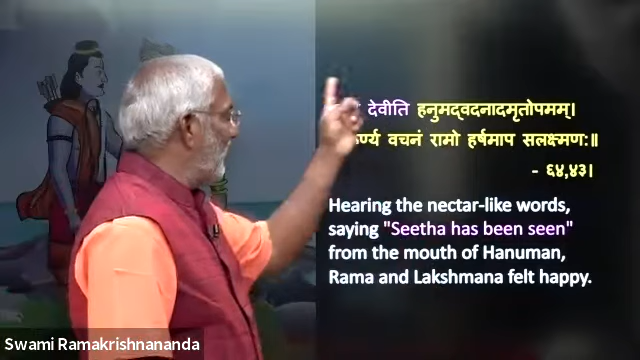 देवीति हनुमद्वदनादमृतोपमम्।
वचनं रामो हर्षमाप सलक्ष्मणः॥
- ६४,४३।
Hearing the nectar-like words,
saying "Seetha has been seen"
from the mouth of Hanuman,
Rama and Lakshmana felt happy.
Swami Ramakrishnananda